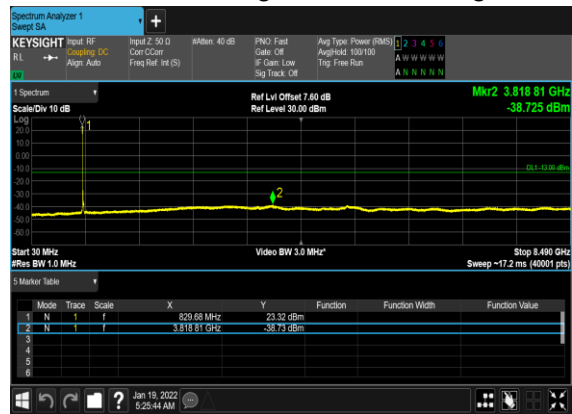 Spectrum Analyzer 1
Swept SA
+
KEYSIGHT Input: RF Input Z: 50 Ω #Atten: 40 dB PNO: Fast Avg Type: Power (RMS) 1 2 3 4 5 6
RL Coupling: DC Corr CCorr Gate: Off Avg|Hold: 100/100 A W W W W W
Align: Auto Freq Ref: Int (S) IF Gain: Low Trig: Free Run
LXI Sig Track: Off A N N N N N
1 Spectrum Ref Lvl Offset 7.60 dB Mkr2 3.818 81 GHz
Scale/Div 10 dB Ref Level 30.00 dBm -38.725 dBm
Log
20.0
1
10.0
0.00
-10.0
DL1 -13.00 dBm
-20.0
-30.0
2
-40.0
-50.0
-60.0
Start 30 MHz Video BW 3.0 MHz* Stop 8.490 GHz
#Res BW 1.0 MHz Sweep ~17.2 ms (40001 pts)
5 Marker Table
Mode Trace Scale X Y Function Function Width Function Value
1 N 1 f 829.68 MHz 23.32 dBm
2 N 1 f 3.818 81 GHz -38.73 dBm
3
4
5
6
? Jan 19, 2022
5:25:44 AM